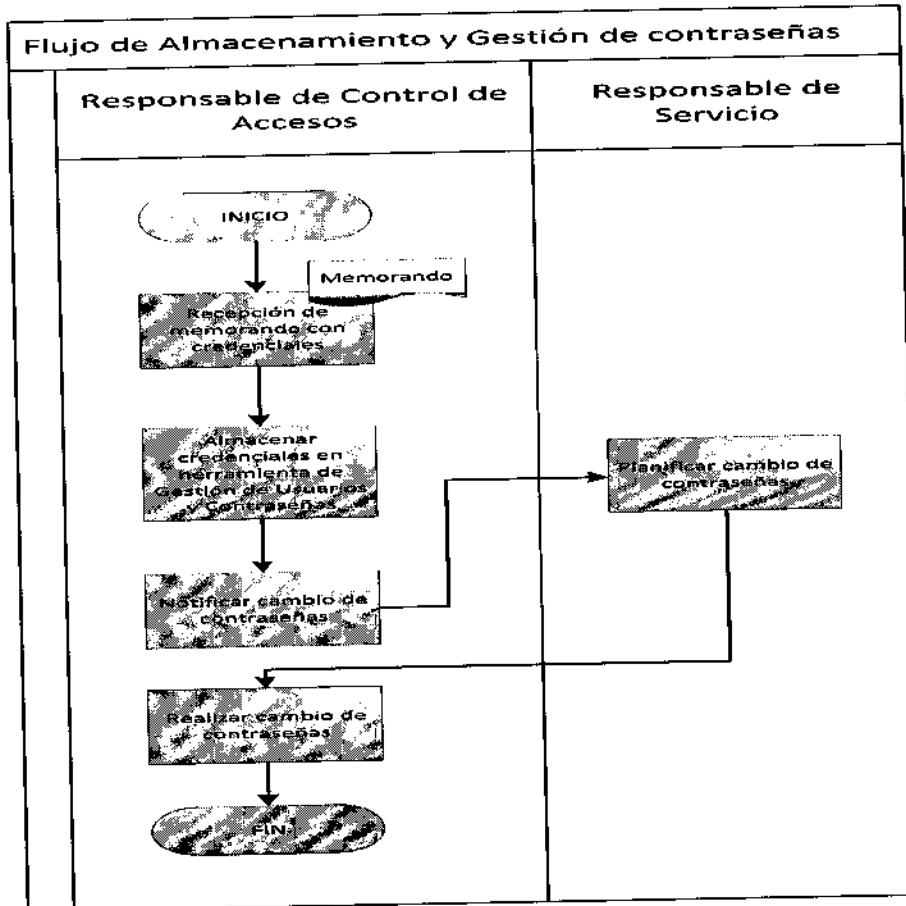 Flujo de Almacenamiento y Gestión de contraseñas
Responsable de Control de
Accesos
Responsable de
Servicio
INICIO
Memorando
Recepción de
memorando con
credenciales
Almacenar
credenciales en
herramienta de
Gestión de Usuarios
y Contraseñas
Planificar cambio de
contraseñas
Notificar cambio de
contraseñas
Realizar cambio de
contraseñas
FIN